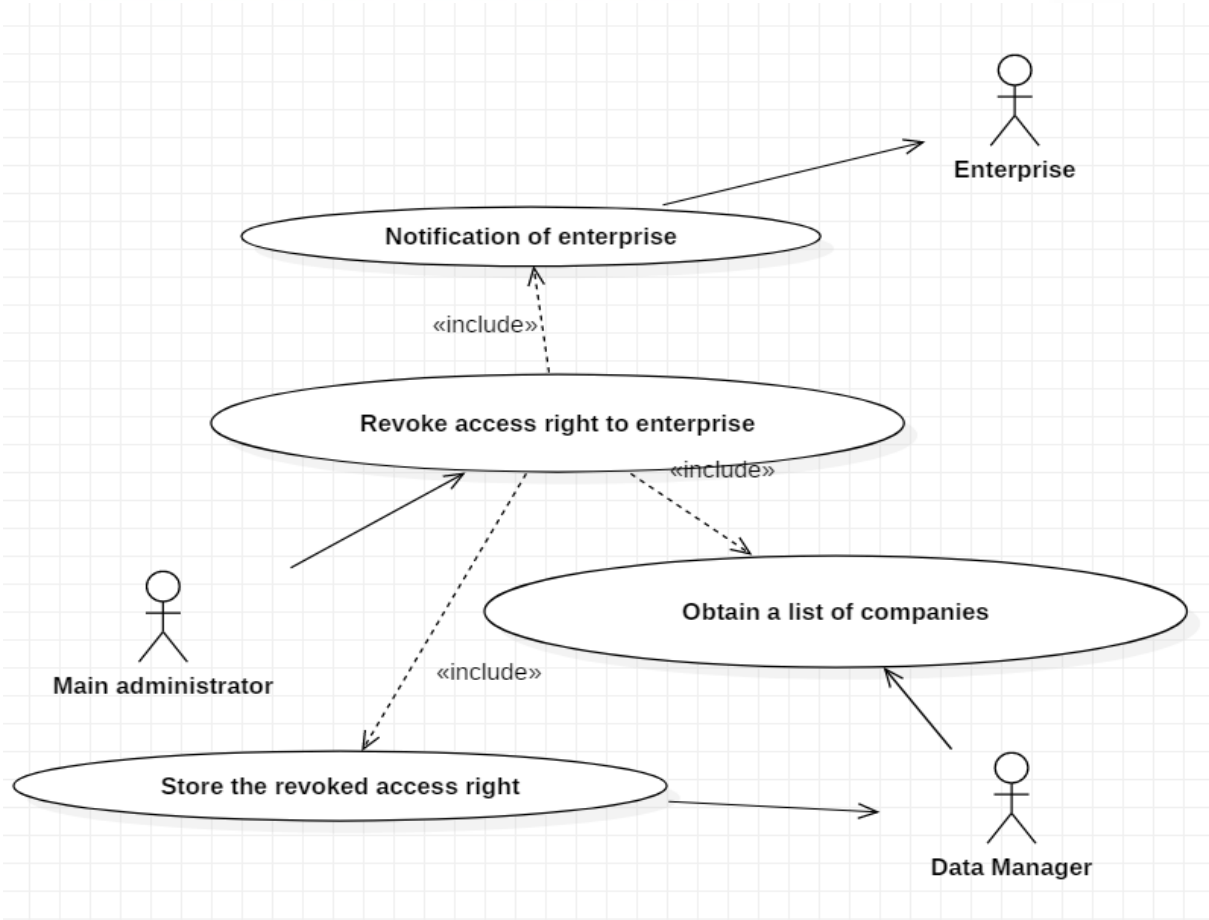 Enterprise
Notification of enterprise
«include»
Revoke access right to enterprise
«include»
Obtain a list of companies
«include»
Main administrator
Store the revoked access right
Data Manager